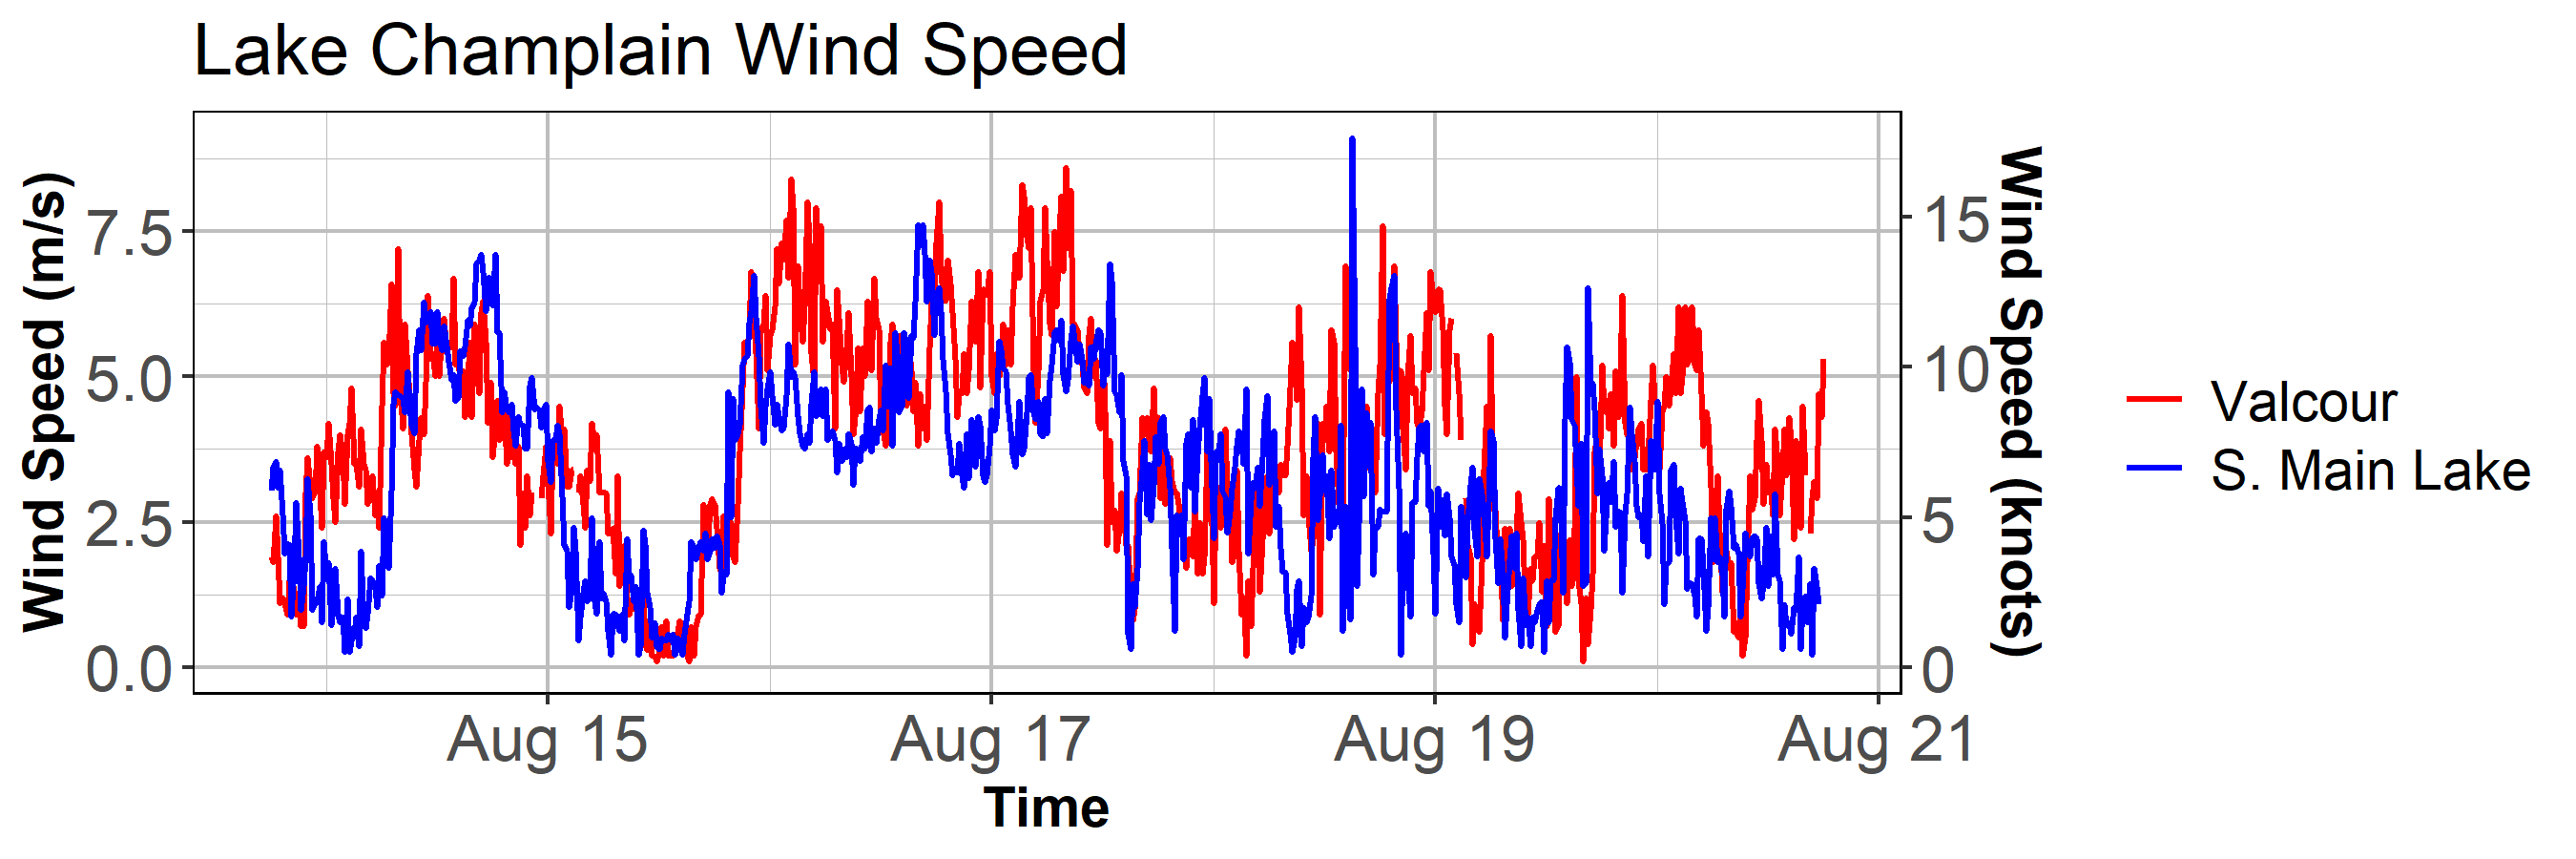 Lake Champlain Wind Speed
Wind Speed (m/s)
7.5
5.0
2.5
0.0
15
10
5
0
Wind Speed (knots)
Valcour
S. Main Lake
Aug 15
Aug 17
Aug 19
Aug 21
Time